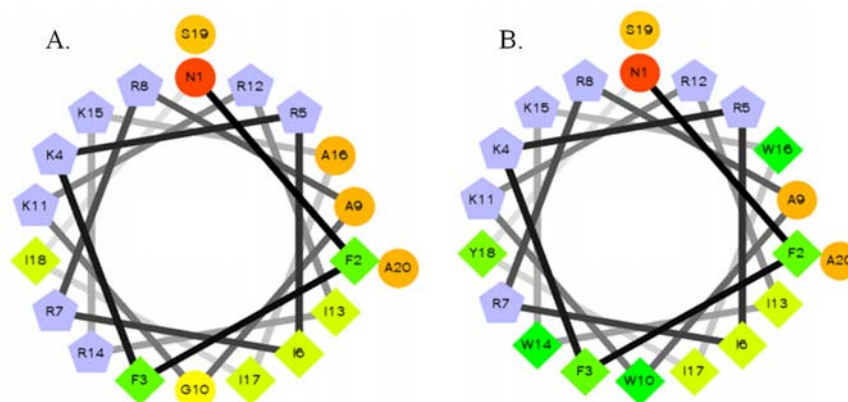 A.
S19
N1
R8
R12
K15
R5
K4
A16
K11
A9
I18
F2
A20
R7
I13
R14
I6
F3
I17
G10
B.
S19
N1
R8
R12
K15
R5
K4
W16
K11
A9
Y18
F2
A20
R7
I13
W14
I6
F3
I17
W10